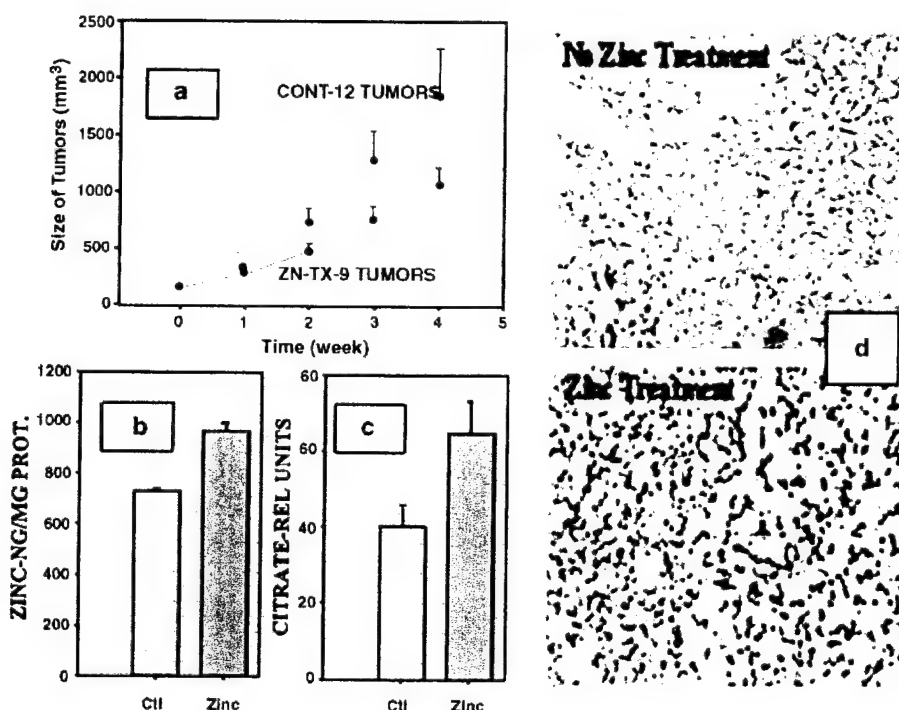 2500
2000
1500
1000
500
0
Size of Tumors (mm³)
a
CONT-12 TUMORS
ZN-TX-9 TUMORS
0 1 2 3 4 5
Time (week)
1200
1000
800
600
400
200
0
ZINC-NG/MG PROT.
b
Ctl Zinc
60
40
20
0
CITRATE-REL UNITS
c
Ctl Zinc
No Zinc Treatment
d
Zinc Treatment